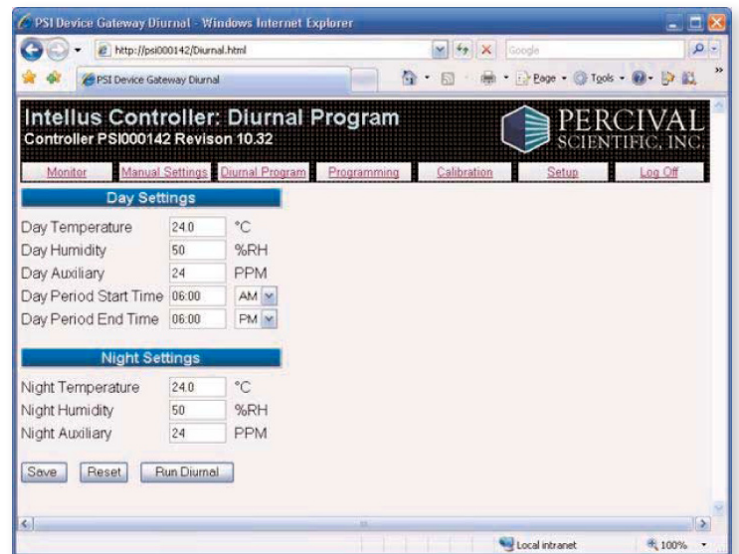 PSI Device Gateway Diurnal - Windows Internet Explorer
http://psi000142/Diurnal.html
Google
PSI Device Gateway Diurnal
Page
Tools
»
Intellus Controller: Diurnal Program
Controller PSI000142 Revison 10.32
PERCIVAL
SCIENTIFIC, INC.
Monitor
Manual Settings
Diurnal Program
Programming
Calibration
Setup
Log Off
Day Settings
Day Temperature 24.0 °C
Day Humidity 50 %RH
Day Auxiliary 24 PPM
Day Period Start Time 06:00 AM
Day Period End Time 06:00 PM
Night Settings
Night Temperature 24.0 °C
Night Humidity 50 %RH
Night Auxiliary 24 PPM
Save
Reset
Run Diurnal
Local intranet
100%